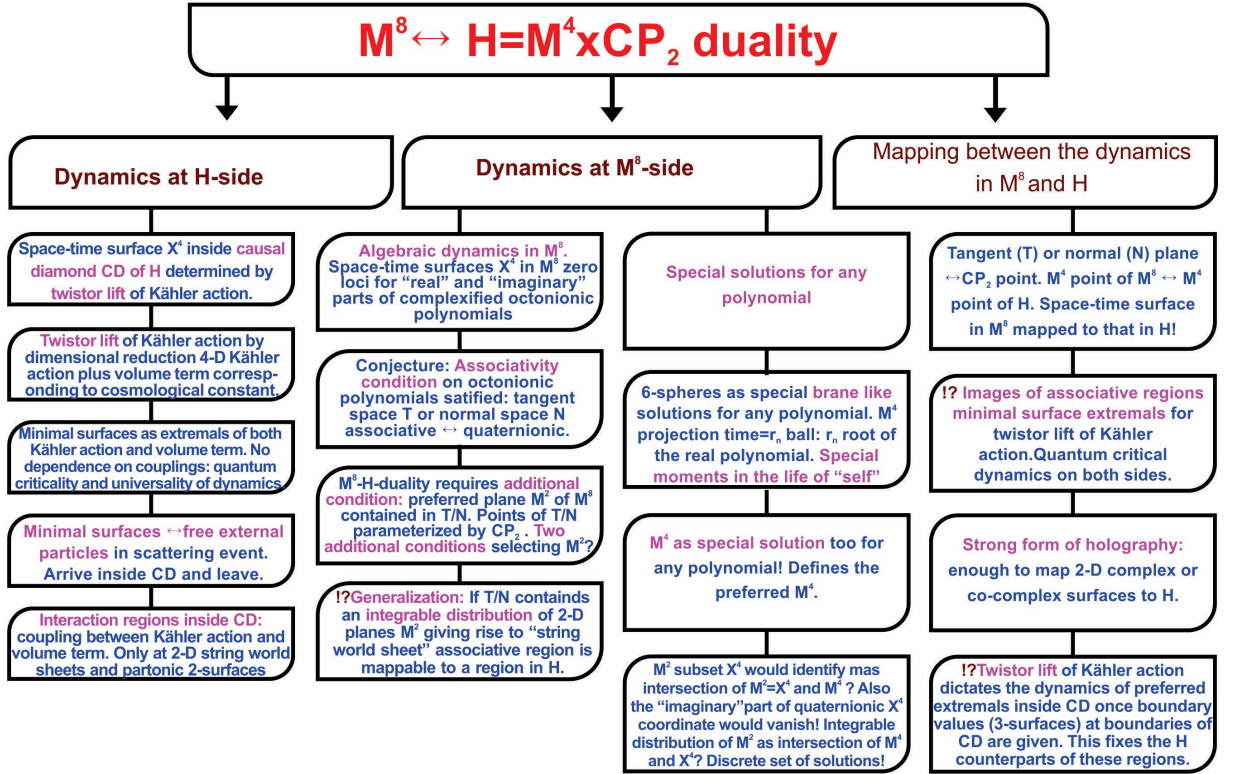 M⁸↔ H=M⁴xCP₂ duality
Dynamics at H-side
Space-time surface X⁴ inside causal
diamond CD of H determined by
twistor lift of Kähler action.
Twistor lift of Kähler action by
dimensional reduction 4-D Kähler
action plus volume term corresp-
onding to cosmological constant.
Minimal surfaces as extremals of both
Kähler action and volume term. No
dependence on couplings: quantum
criticality and universality of dynamics
Minimal surfaces ↔free external
particles in scattering event.
Arrive inside CD and leave.
Interaction regions inside CD:
coupling between Kähler action and
volume term. Only at 2-D string world
sheets and partonic 2-surfaces
Dynamics at M⁸-side
Algebraic dynamics in M⁸.
Space-time surfaces X⁴ in M⁸ zero
loci for “real” and “imaginary”
parts of complexified octonionic
polynomials
Conjecture: Associativity
condition on octonionic
polynomials satified: tangent
space T or normal space N
associative ↔ quaternionic.
M⁸-H-duality requires additional
condition: preferred plane M² of M⁸
contained in T/N. Points of T/N
parameterized by CP₂ . Two
additional conditions selecting M²?
!?Generalization: If T/N containds
an integrable distribution of 2-D
planes M² giving rise to “string
world sheet” associative region is
mappable to a region in H.
Special solutions for any
polynomial
6-spheres as special brane like
solutions for any polynomial. M⁴
projection time=rₙ ball: rₙ root of
the real polynomial. Special
moments in the life of “self”
M⁴ as special solution too for
any polynomial! Defines the
preferred M⁴.
M² subset X⁴ would identify mas
intersection of M²=X⁴ and M⁴ ? Also
the “imaginary”part of quaternionic X⁴
coordinate would vanish! Integrable
distribution of M² as intersection of M⁴
and X⁴? Discrete set of solutions!
Mapping between the dynamics
in M⁸ and H
Tangent (T) or normal (N) plane
↔CP₂ point. M⁴ point of M⁸ ↔ M⁴
point of H. Space-time surface
in M⁸ mapped to that in H!
!? Images of associative regions
minimal surface extremals for
twistor lift of Kähler
action.Quantum critical
dynamics on both sides.
Strong form of holography:
enough to map 2-D complex or
co-complex surfaces to H.
!?Twistor lift of Kähler action
dictates the dynamics of preferred
extremals inside CD once boundary
values (3-surfaces) at boundaries of
CD are given. This fixes the H
counterparts of these regions.